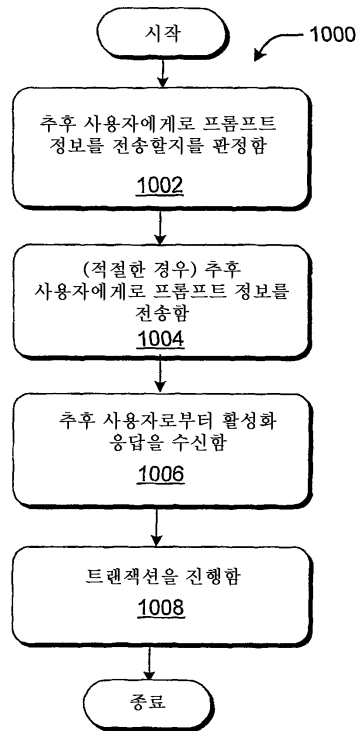 시작
1000
추후 사용자에게로 프롬프트
정보를 전송할지를 판정함
1002
(적절한 경우) 추후
사용자에게로 프롬프트 정보를
전송함
1004
추후 사용자로부터 활성화
응답을 수신함
1006
트랜잭션을 진행함
1008
종료